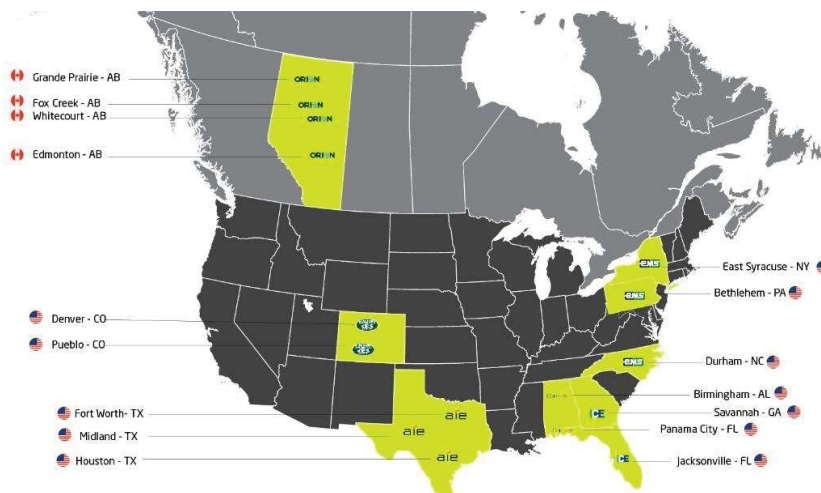 Grande Prairie - AB
ORION
Fox Creek - AB
ORION
Whitecourt - AB
ORION
Edmonton - AB
ORION
East Syracuse - NY
EMS
Bethlehem - PA
EMS
Denver - CO
Pueblo - CO
Durham - NC
EMS
Birmingham - AL
Fort Worth - TX
aie
Savannah - GA
CE
Midland - TX
aie
Panama City - FL
Houston - TX
aie
Jacksonville - FL
CE